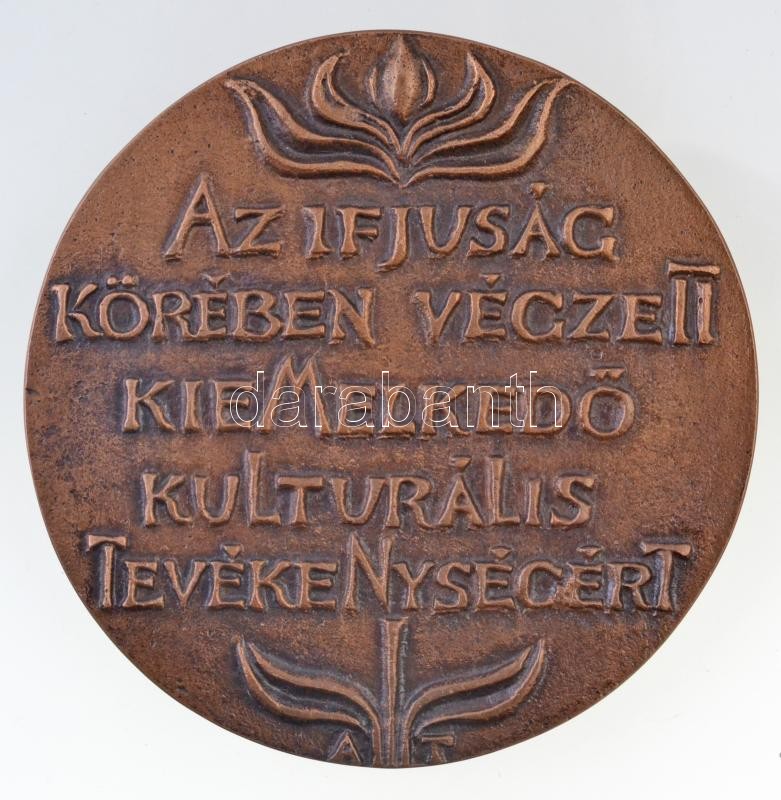 AZ IFJUSÁG
KÖRÉBEN VÉGZETT
KIEMELKEDŐ
darabanth
KULTURÁLIS
TEVÉKENYSÉGÉRT
A T